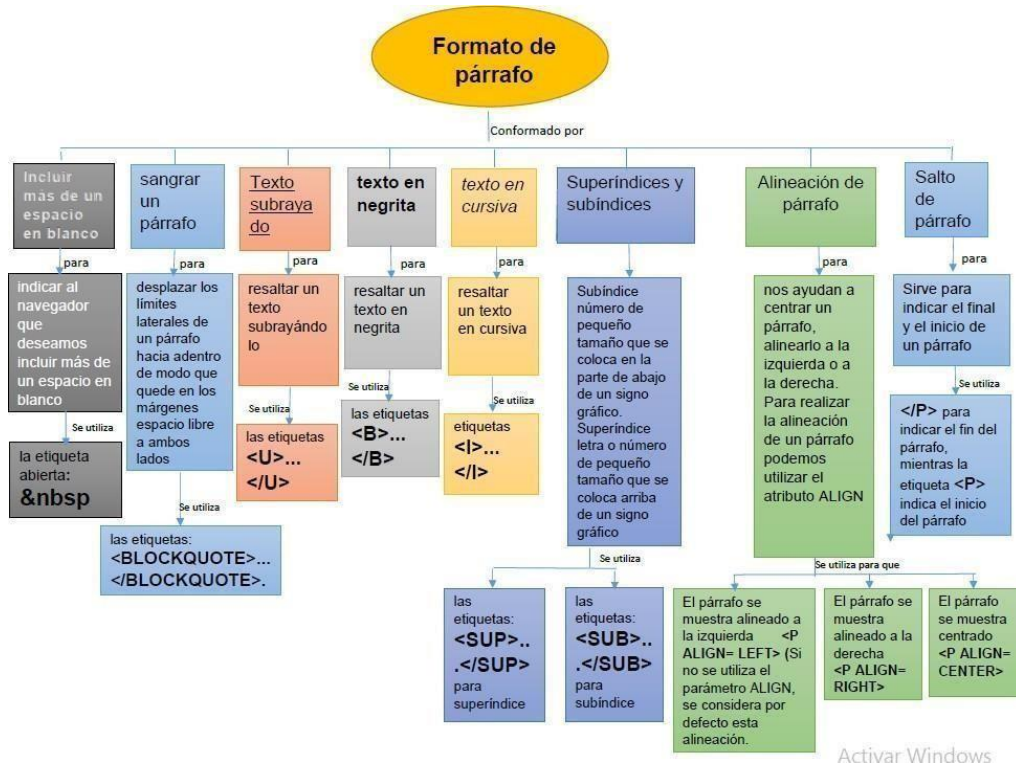 Formato de
párrafo
Conformado por
Incluir
más de un
espacio
en blanco
para
indicar al
navegador
que
deseamos
incluir más de
un espacio en
blanco
Se utiliza
la etiqueta
abierta:
&nbsp
sangrar
un
párrafo
para
desplazar los
límites
laterales de
un párrafo
hacia adentro
de modo que
quede en los
márgenes
espacio libre
a ambos
lados
Se utiliza
las etiquetas:
<BLOCKQUOTE>...
</BLOCKQUOTE>.
Texto
subraya
do
para
resaltar un
texto
subrayándo
lo
Se utiliza
las etiquetas
<U>...
</U>
texto en
negrita
para
resaltar un
texto en
negrita
Se utiliza
las etiquetas
<B>...
</B>
texto en
cursiva
para
resaltar
un texto
en cursiva
Se utiliza
etiquetas
<I>...
</I>
Superíndices y
subíndices
Subíndice
número de
pequeño
tamaño que se
coloca en la
parte de abajo
de un signo
gráfico.
Superíndice
letra o número
de pequeño
tamaño que se
coloca arriba
de un signo
gráfico
Se utiliza
las
etiquetas:
<SUP>..
.</SUP>
para
superíndice
las
etiquetas:
<SUB>..
.</SUB>
para
subíndice
Alineación de
párrafo
para
nos ayudan a
centrar un
párrafo,
alinearlo a la
izquierda o a
la derecha.
Para realizar
la alineación
de un párrafo
podemos
utilizar el
atributo ALIGN
Se utiliza para que
El párrafo se
muestra alineado a
la izquierda <P
ALIGN= LEFT> (Si
no se utiliza el
parámetro ALIGN,
se considera por
defecto esta
alineación.
El párrafo se
muestra
alineado a la
derecha
<P ALIGN=
RIGHT>
El párrafo
se muestra
centrado
<P ALIGN=
CENTER>
Salto
de
párrafo
para
Sirve para
indicar el final
y el inicio de
un párrafo
Se utiliza
</P> para
indicar el fin del
párrafo,
mientras la
etiqueta <P>
indica el inicio
del párrafo
Activar Windows